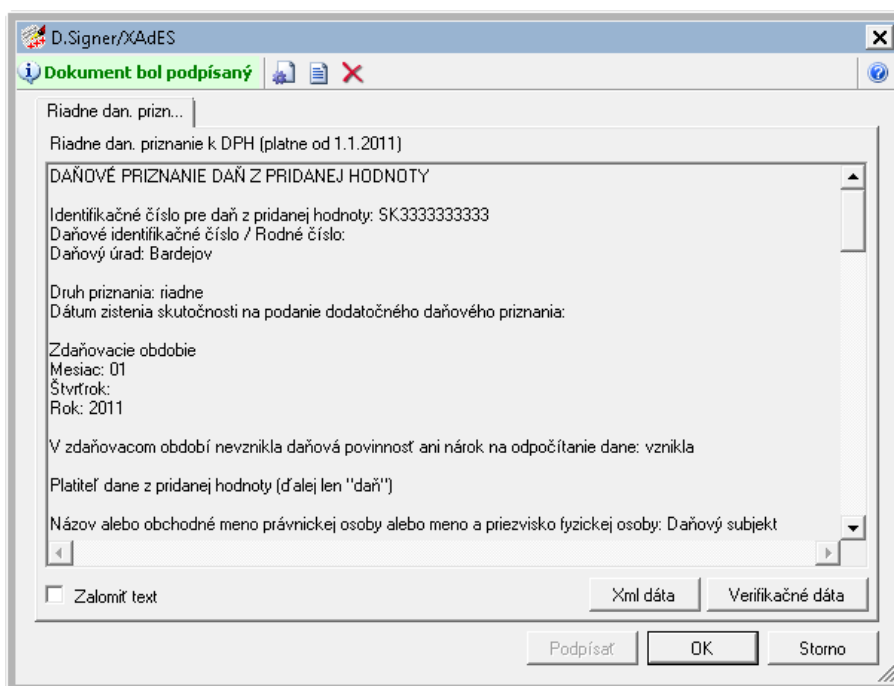 D.Signer/XAdES
Dokument bol podpísaný
Riadne dan. prizn...
Riadne dan. priznanie k DPH (platne od 1.1.2011)
DAŇOVÉ PRIZNANIE DAŇ Z PRIDANEJ HODNOTY
Identifikačné číslo pre daň z pridanej hodnoty: SK3333333333
Daňové identifikačné číslo / Rodné číslo:
Daňový úrad: Bardejov
Druh priznania: riadne
Dátum zistenia skutočnosti na podanie dodatočného daňového priznania:
Zdaňovacie obdobie
Mesiac: 01
Štvrťrok:
Rok: 2011
V zdaňovacom období nevznikla daňová povinnosť ani nárok na odpočítanie dane: vznikla
Platiteľ dane z pridanej hodnoty (ďalej len "daň")
Názov alebo obchodné meno právnickej osoby alebo meno a priezvisko fyzickej osoby: Daňový subjekt
Zalomiť text
Xml dáta
Verifikačné dáta
Podpísať
OK
Storno